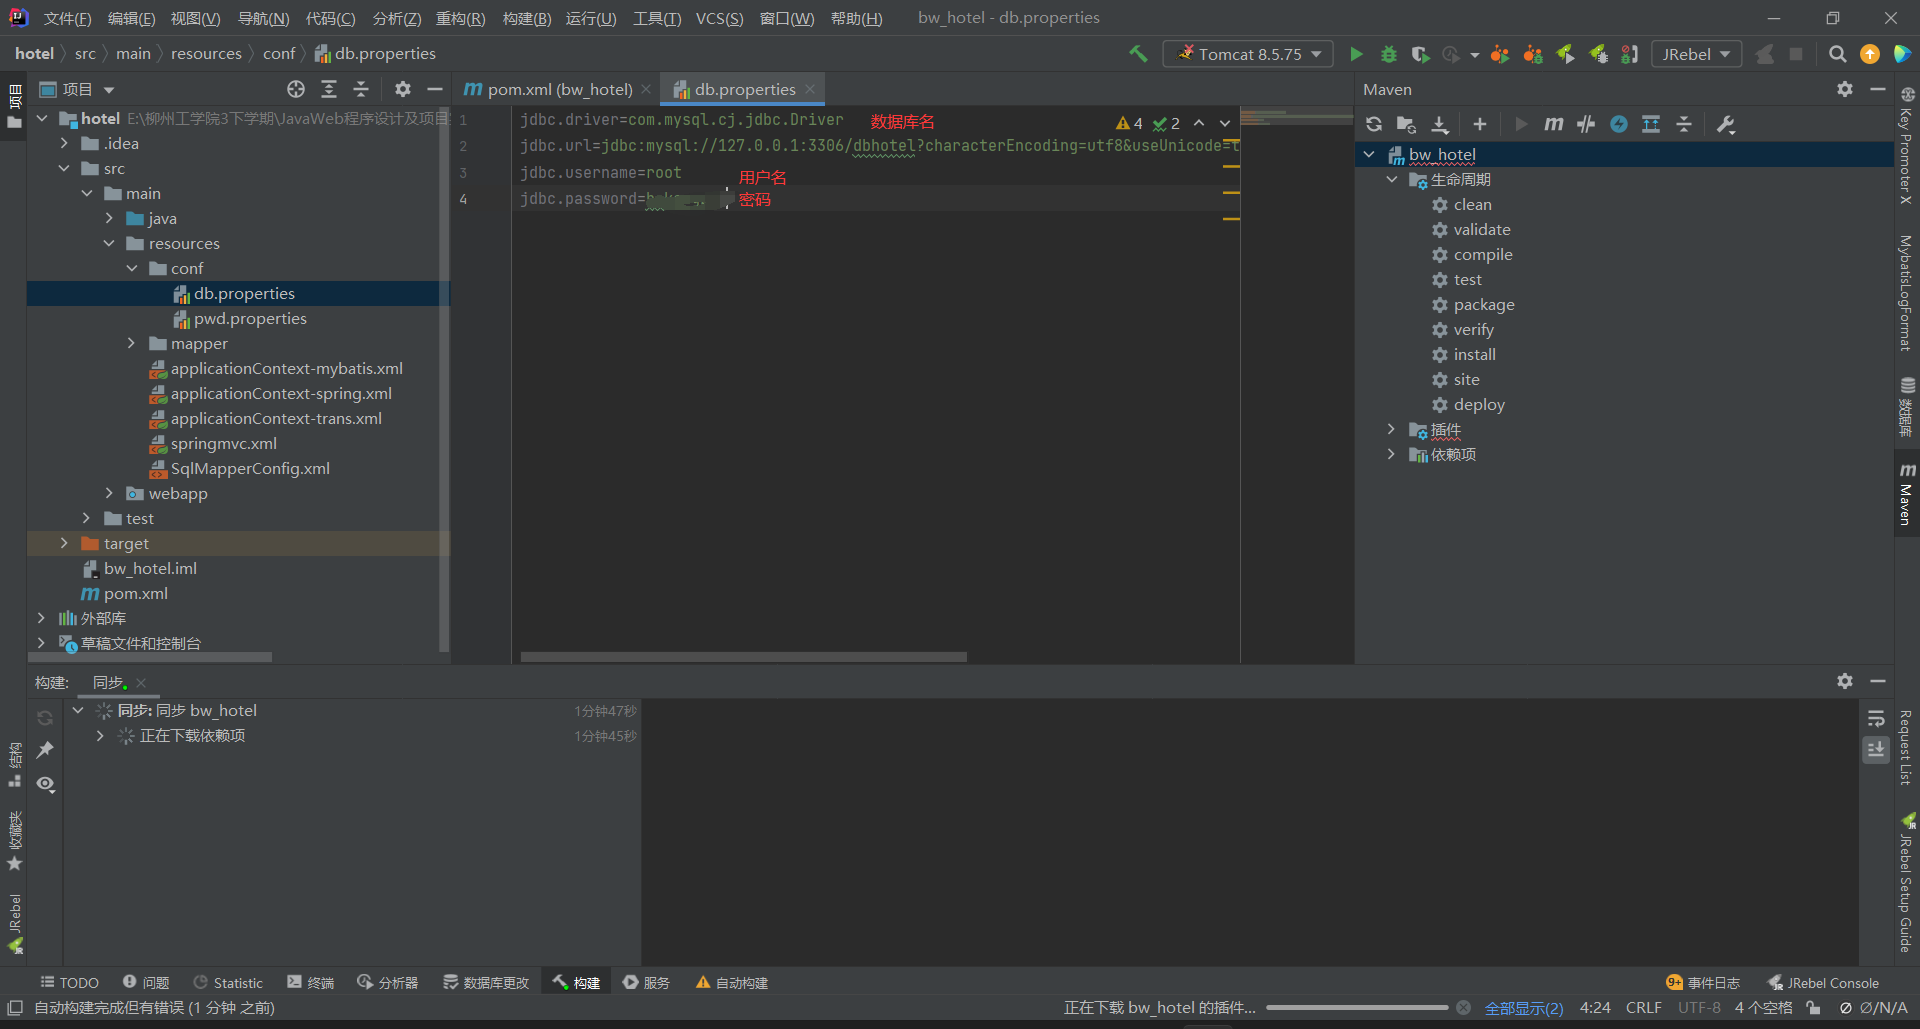 文件(F) 编辑(E) 视图(V) 导航(N) 代码(C) 分析(Z) 重构(R) 构建(B) 运行(U) 工具(T) VCS(S) 窗口(W) 帮助(H) bw_hotel - db.properties
hotel src main resources conf db.properties
Tomcat 8.5.75
JRebel
项目
项目
pom.xml (bw_hotel)
db.properties
Maven
hotel E:\柳州工学院3下学期\JavaWeb程序设计及项目
.idea
src
main
java
resources
conf
db.properties
pwd.properties
mapper
applicationContext-mybatis.xml
applicationContext-spring.xml
applicationContext-trans.xml
springmvc.xml
SqlMapperConfig.xml
webapp
test
target
bw_hotel.iml
pom.xml
外部库
草稿文件和控制台
1 jdbc.driver=com.mysql.cj.jdbc.Driver 数据库名
4 2
2 jdbc.url=jdbc:mysql://127.0.0.1:3306/dbhotel?characterEncoding=utf8&useUnicode=t
3 jdbc.username=root 用户名
4 jdbc.password= 密码
bw_hotel
生命周期
clean
validate
compile
test
package
verify
install
site
deploy
插件
依赖项
Key Promoter X
MybatisLogFormat
数据库
Maven
Request List
JRebel Setup Guide
构建: 同步
同步: 同步 bw_hotel 1分钟47秒
正在下载依赖项 1分钟45秒
结构
收藏夹
JRebel
TODO 问题 Statistic 终端 分析器 数据库更改 构建 服务 自动构建
9+ 事件日志 JRebel Console
自动构建完成但有错误 (1 分钟 之前)
正在下载 bw_hotel 的插件... 全部显示(2) 4:24 CRLF UTF-8 4 个空格 Ø/N/A